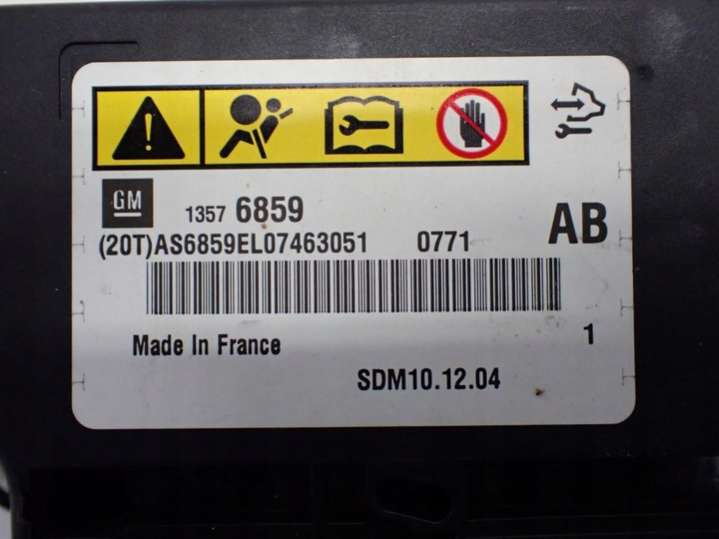 GM 1357 6859 AB
(20T)AS6859EL07463051 0771
Made In France 1
SDM10.12.04